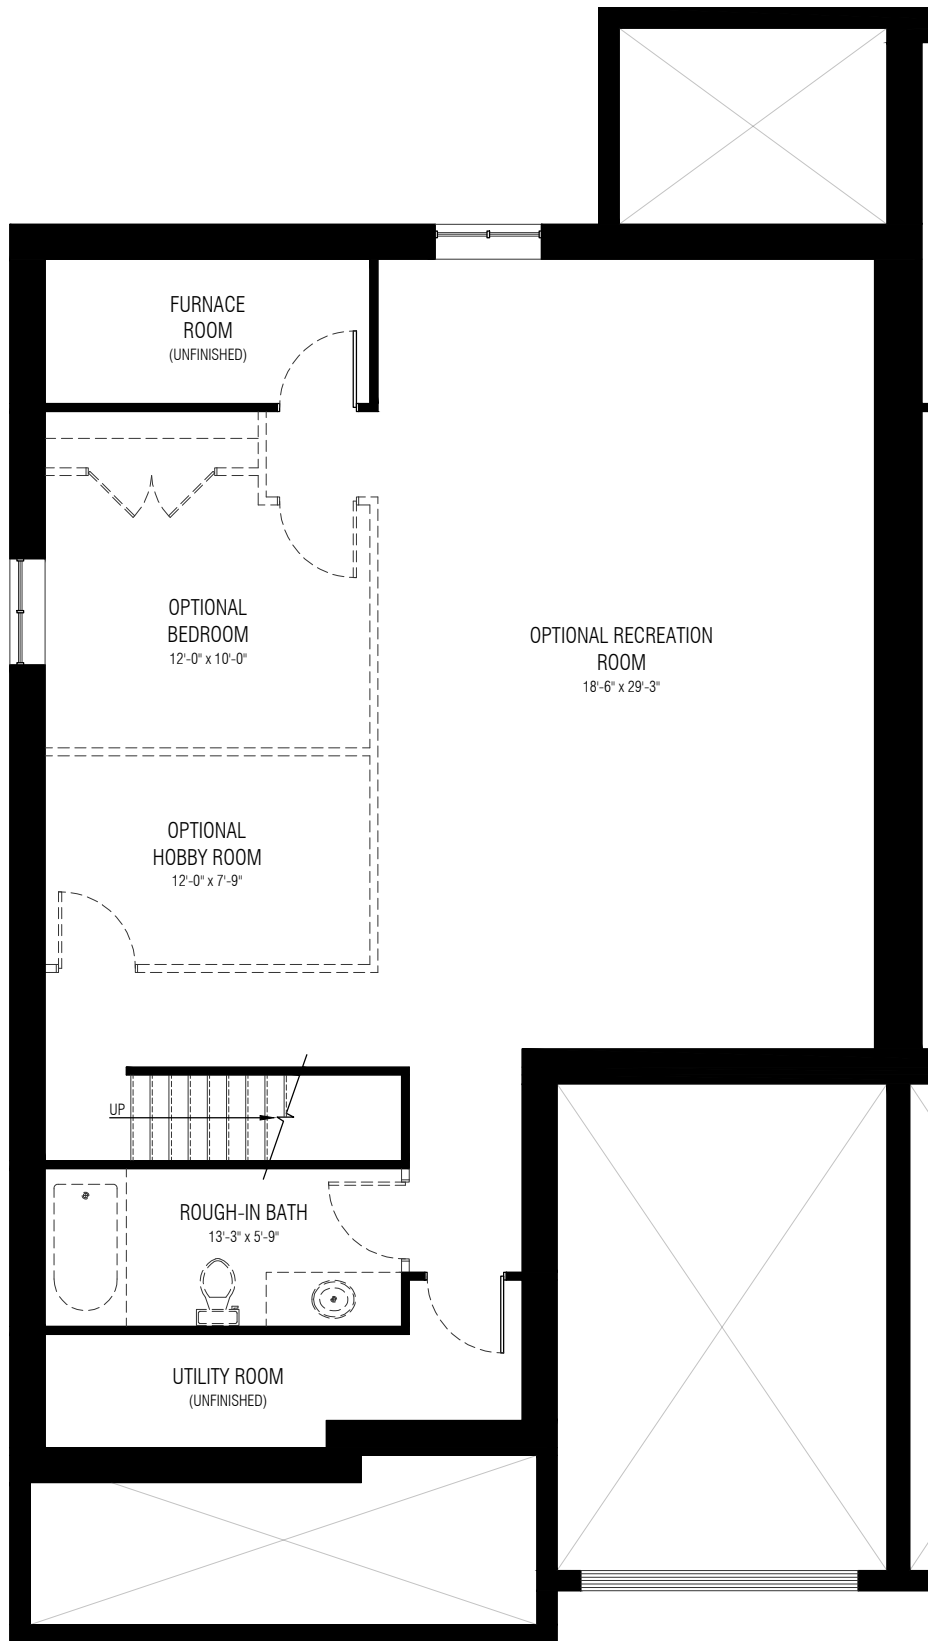 FURNACE
ROOM
(UNFINISHED)
OPTIONAL
BEDROOM
12'-0" x 10'-0"
OPTIONAL RECREATION
ROOM
18'-6" x 29'-3"
OPTIONAL
HOBBY ROOM
12'-0" x 7'-9"
UP
ROUGH-IN BATH
13'-3" x 5'-9"
UTILITY ROOM
(UNFINISHED)